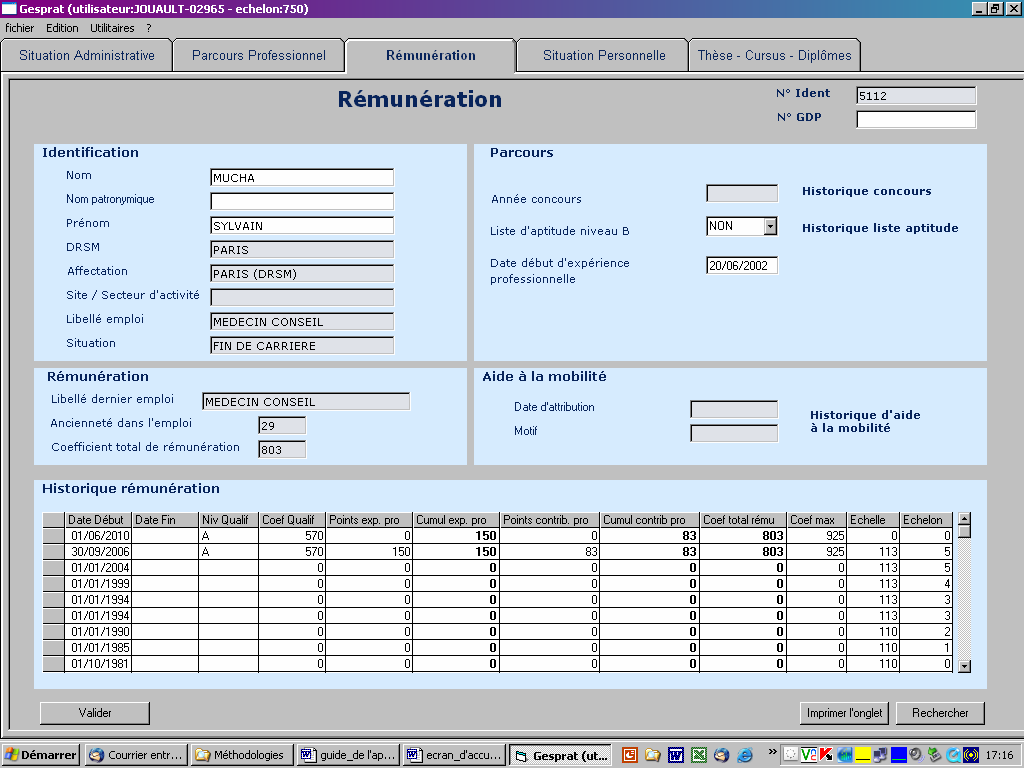 Gesprat (utilisateur:JOUAULT-02965 - echelon:750)
fichier Edition Utilitaires ?
Situation Administrative Parcours Professionnel Rémunération Situation Personnelle Thèse - Cursus - Diplômes
Rémunération
N° Ident 5112
N° GDP
Identification
Nom MUCHA
Nom patronymique
Prénom SYLVAIN
DRSM PARIS
Affectation PARIS (DRSM)
Site / Secteur d'activité
Libellé emploi MEDECIN CONSEIL
Situation FIN DE CARRIERE
Parcours
Année concours Historique concours
Liste d'aptitude niveau B NON Historique liste aptitude
Date début d'expérience
professionnelle 20/06/2002
Rémunération
Libellé dernier emploi MEDECIN CONSEIL
Ancienneté dans l'emploi 29
Coefficient total de rémunération 803
Aide à la mobilité
Date d'attribution
Motif
Historique d'aide
à la mobilité
Historique rémunération
Date Début Date Fin Niv Qualif Coef Qualif Points exp. pro Cumul exp. pro Points contrib. pro Cumul contrib pro Coef total rému Coef max Echelle Echelon
01/06/2010 A 570 0 150 0 83 803 925 0 0
30/09/2006 A 570 150 150 83 83 803 925 113 5
01/01/2004 0 0 0 0 0 0 0 113 5
01/01/1999 0 0 0 0 0 0 0 113 4
01/01/1994 0 0 0 0 0 0 0 113 3
01/01/1994 0 0 0 0 0 0 0 113 3
01/01/1990 0 0 0 0 0 0 0 110 2
01/01/1985 0 0 0 0 0 0 0 110 1
01/10/1981 0 0 0 0 0 0 0 110 0
Valider Imprimer l'onglet Rechercher
Démarrer Courrier entr... Méthodologies guide_de l'ap... ecran_d'accu... Gesprat (ut... » 17:16